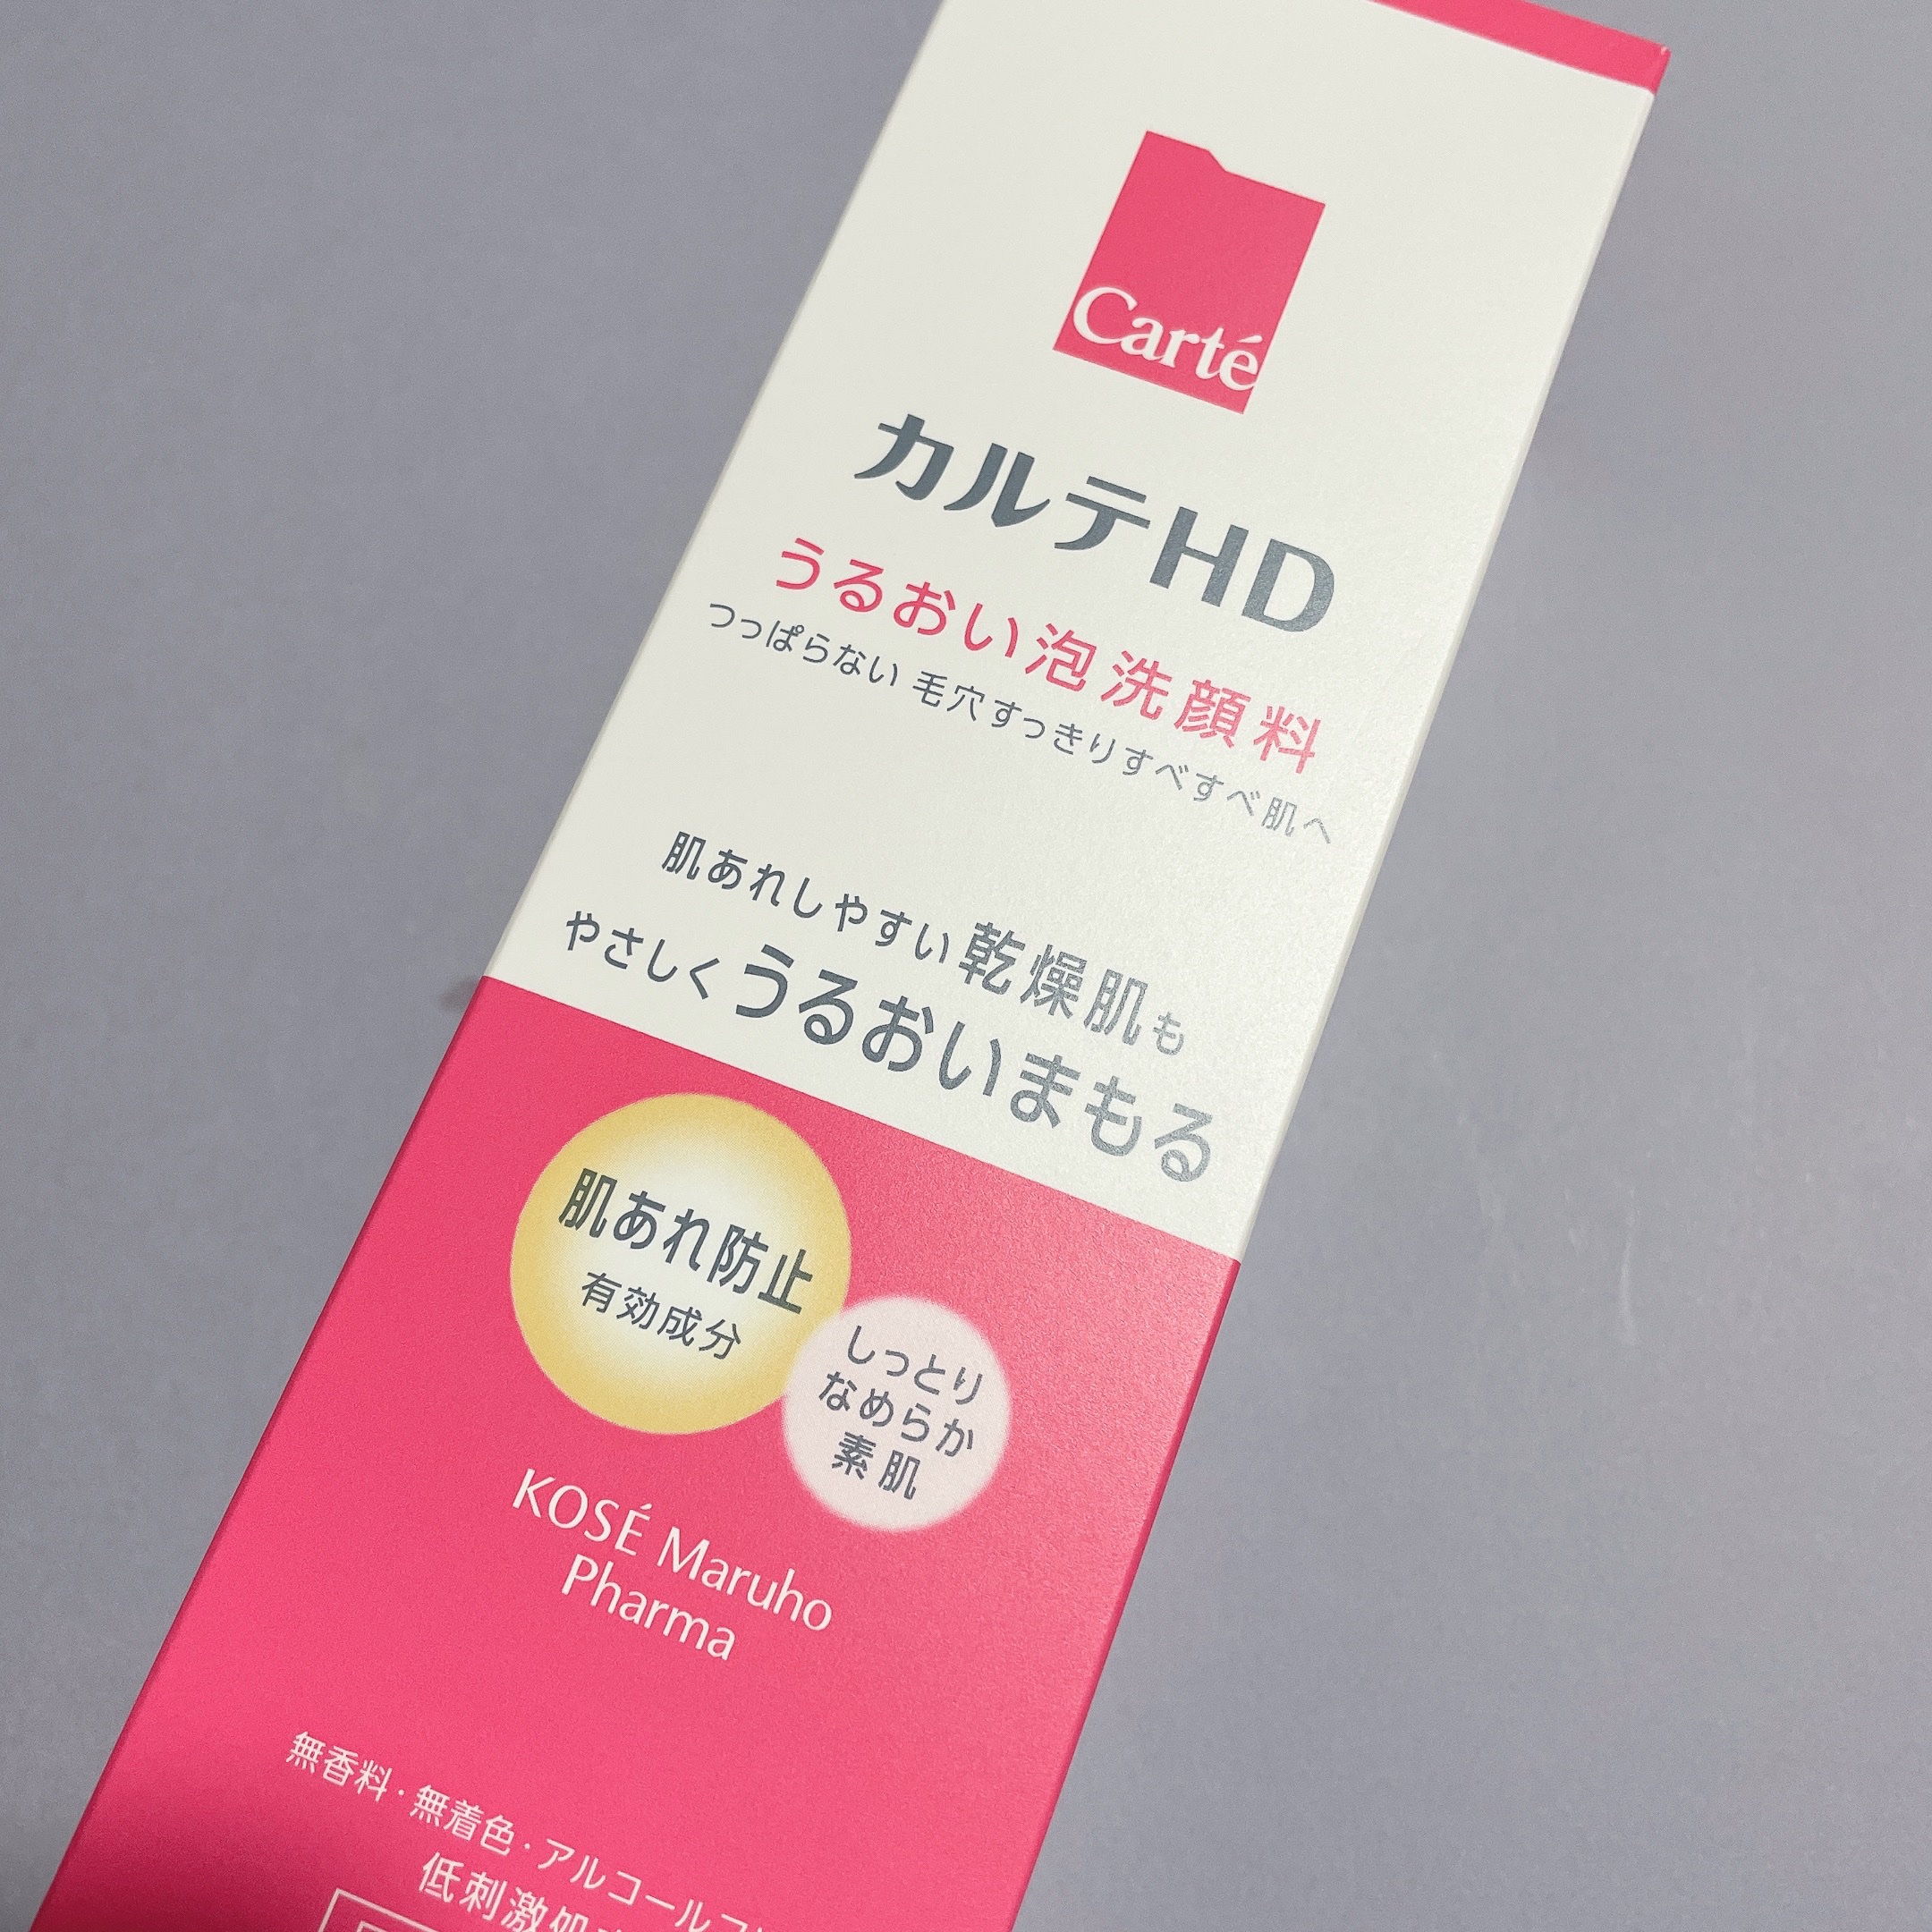 Carté
カルテHD
うるおい泡洗顔料
つっぱらない 毛穴すっきりすべすべ肌へ
肌あれしやすい乾燥肌も
やさしくうるおいまもる
肌あれ防止
有効成分
しっとり
なめらか
素肌
KOSÉ Maruho
Pharma
無香料・無着色・アルコール
低刺激処